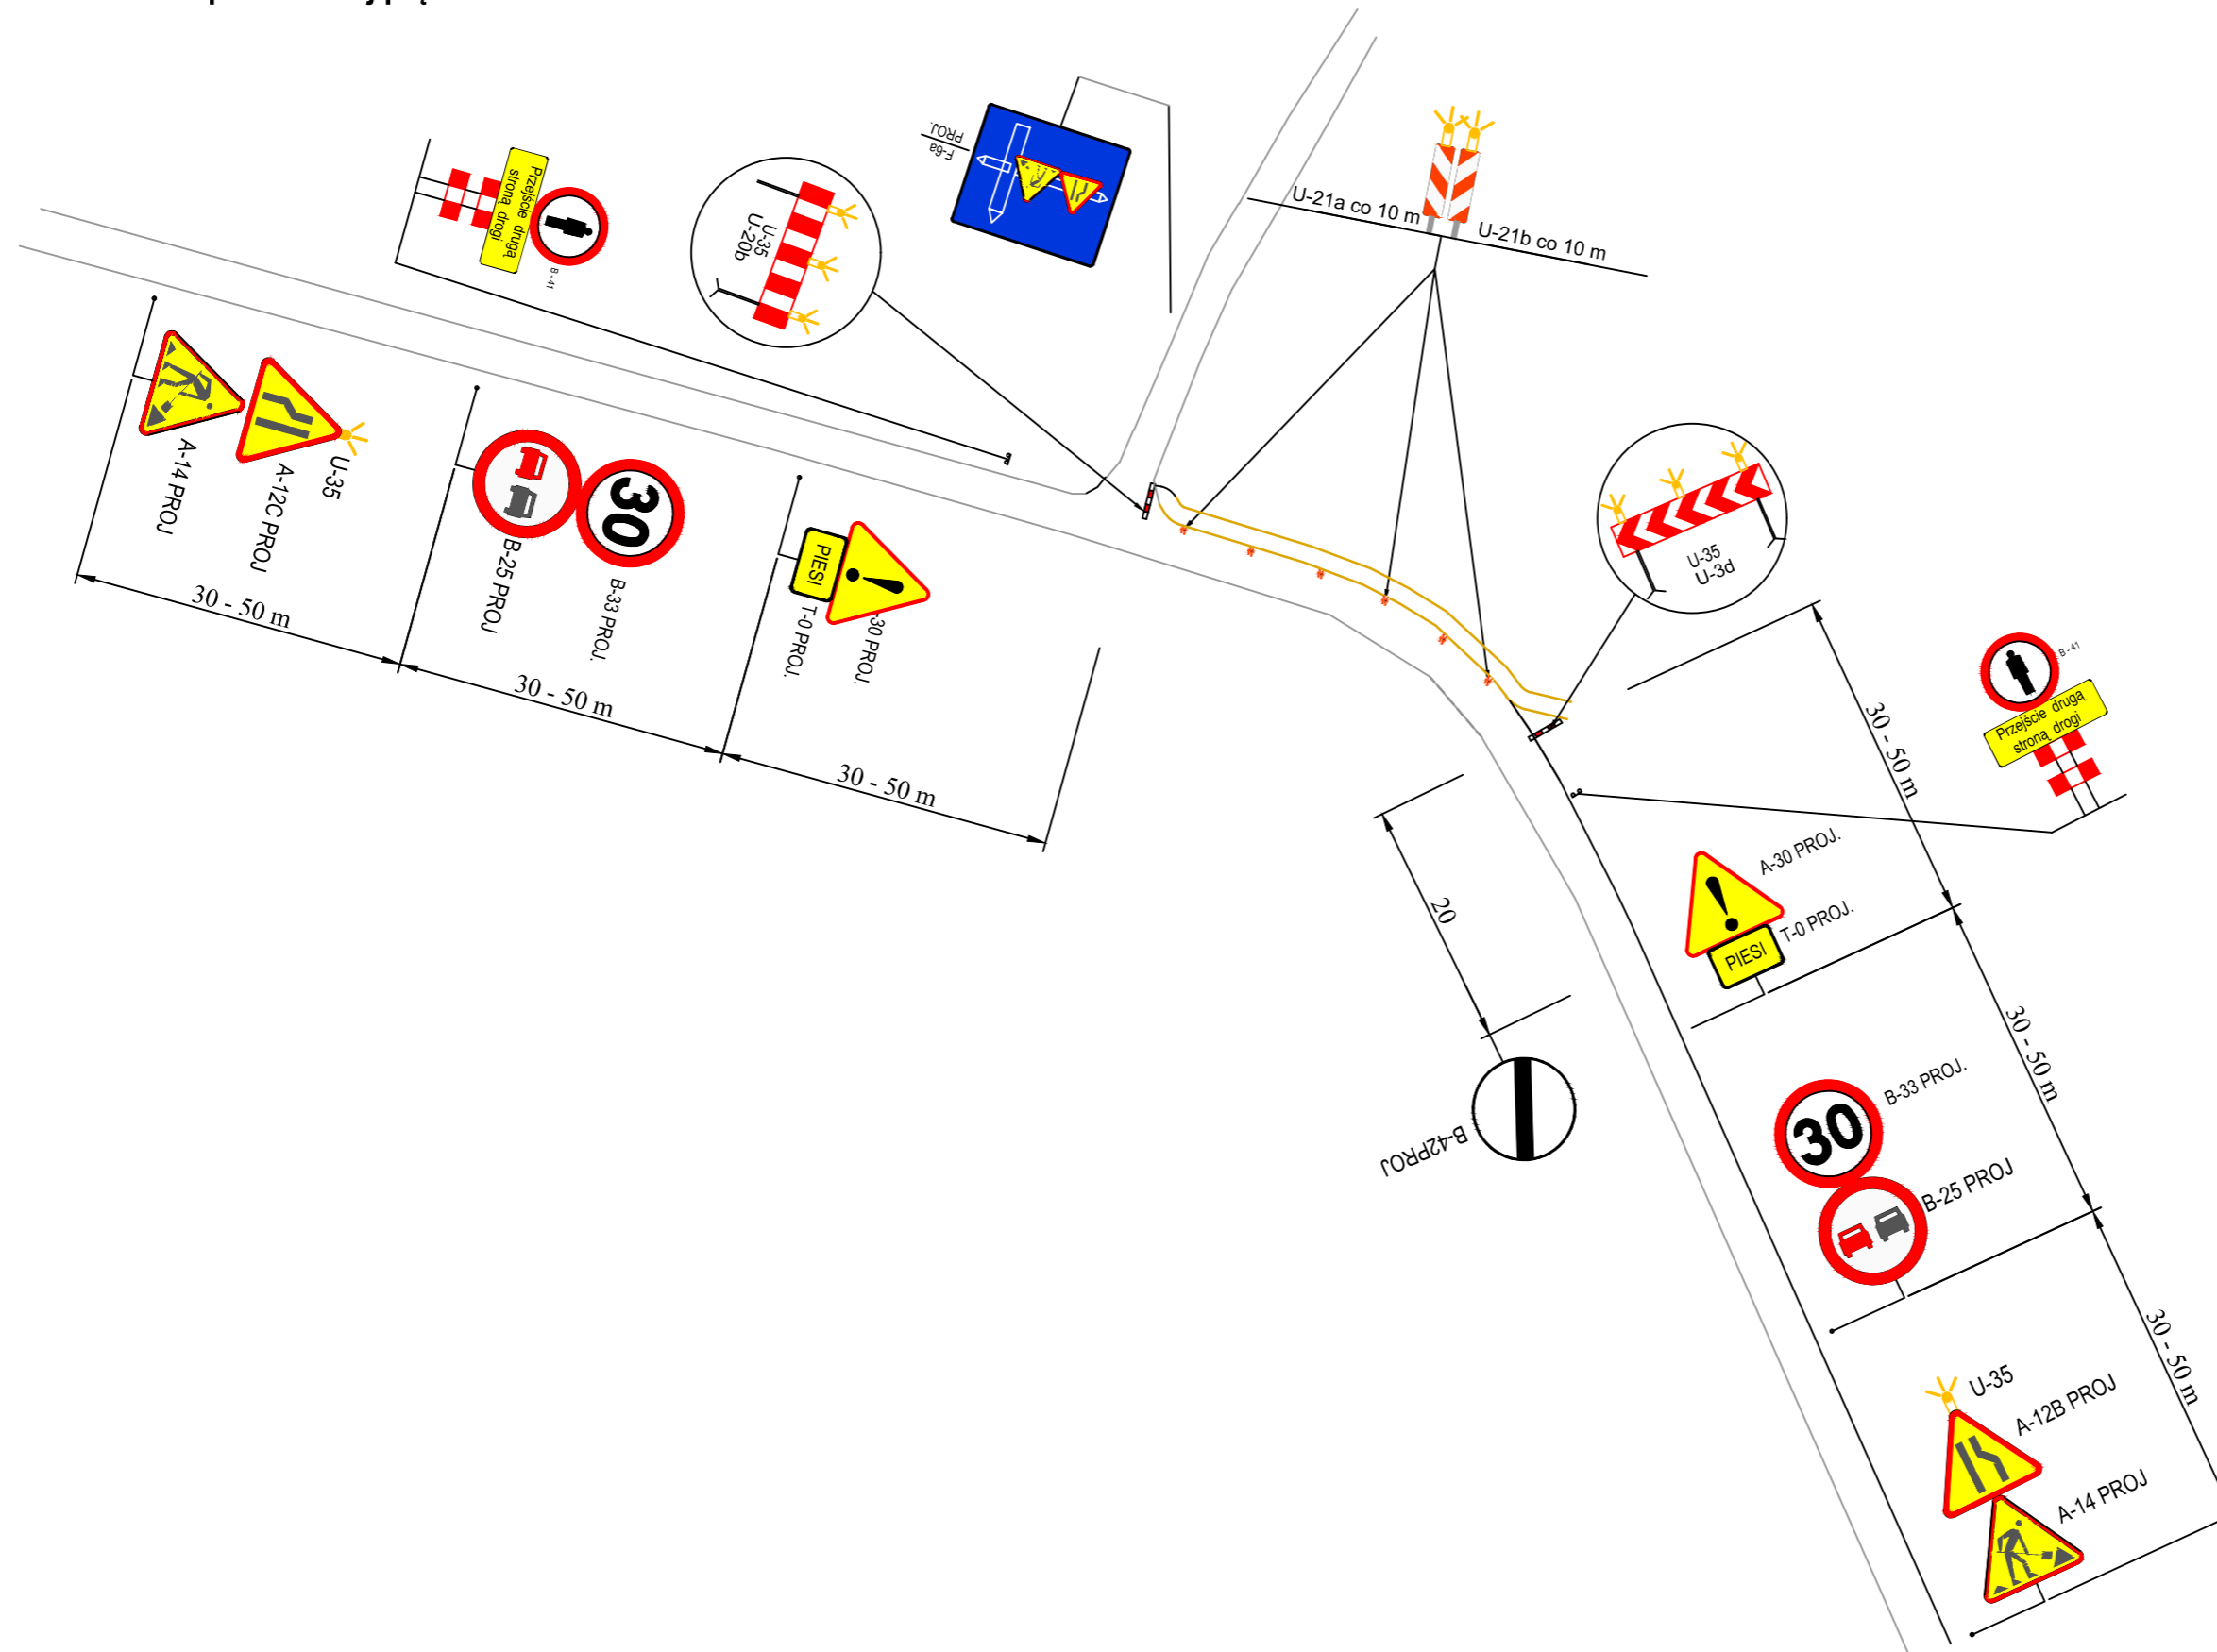 F-6a
PROJ.
Przejście drugą
stroną drogi
B-41
U-35
U-20b
U-21a co 10 m
U-21b co 10 m
A-14 PROJ
A-12C PROJ
U-35
B-25 PROJ
B-33 PROJ.
PIESI
T-0 PROJ.
-30 PROJ.
30 - 50 m
30 - 50 m
30 - 50 m
30
U-35
U-3d
B-41
Przejście drugą
stroną drogi
30 - 50 m
A-30 PROJ.
T-0 PROJ.
PIESI
20
B-42PROJ
30 - 50 m
B-33 PROJ.
30
B-25 PROJ
30 - 50 m
U-35
A-12B PROJ
A-14 PROJ